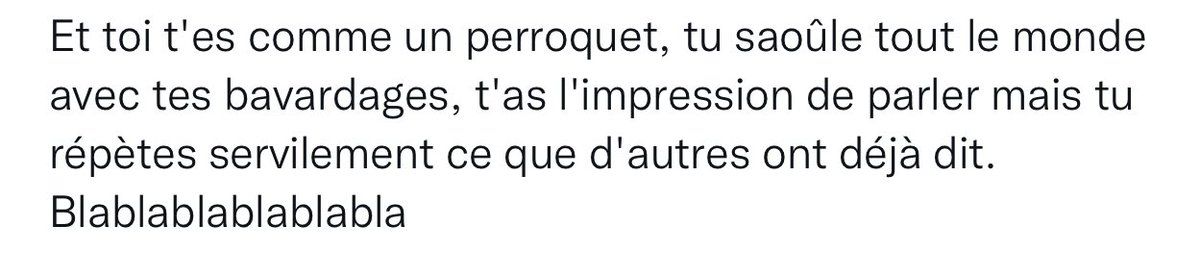 Et toi t'es comme un perroquet, tu saoûle tout le monde
avec tes bavardages, t'as l'impression de parler mais tu
répètes servilement ce que d'autres ont déjà dit.
Blablablablablabla